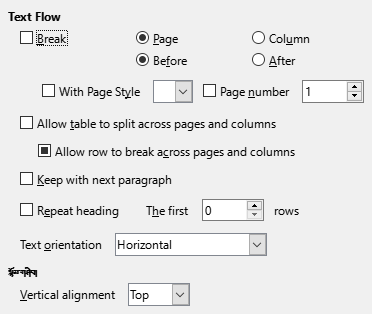 Text Flow
Break Page Column
Before After
With Page Style Page number 1
Allow table to split across pages and columns
Allow row to break across pages and columns
Keep with next paragraph
Repeat heading The first 0 rows
Text orientation Horizontal
Vertical alignment Top